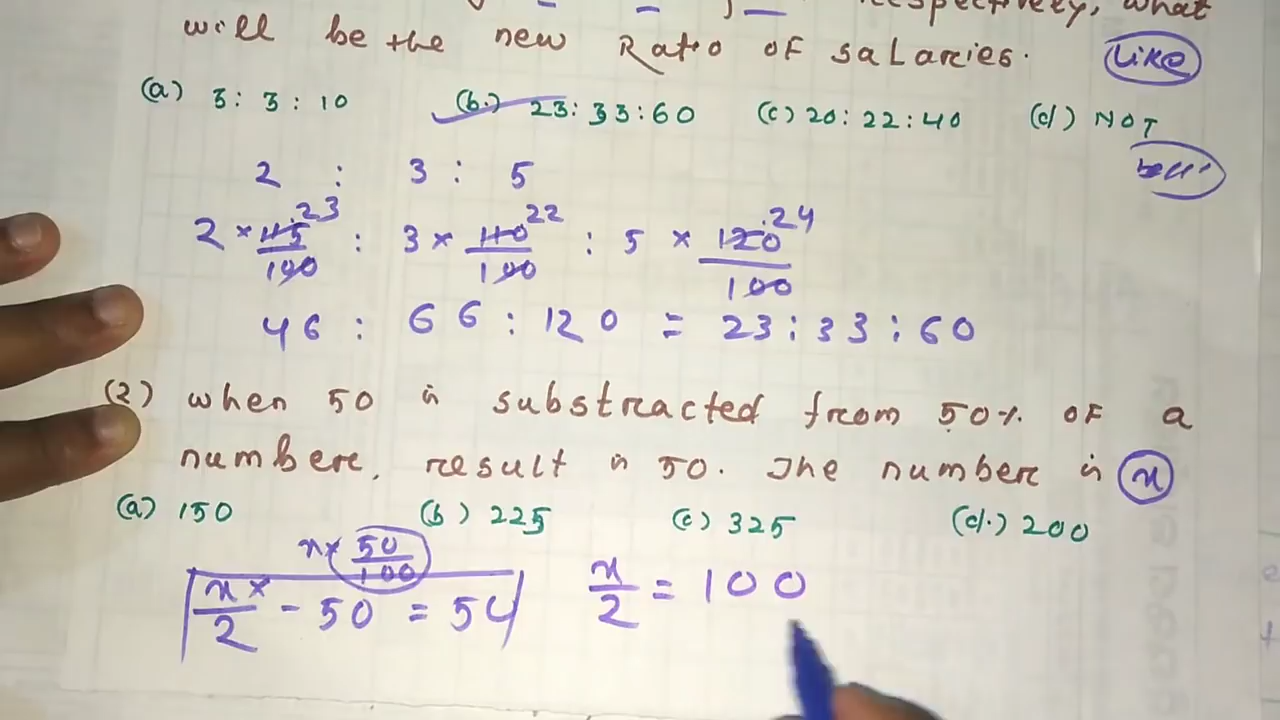 Respectively, what
will be the new Ratio of salaries. Like
(a) 3:3:10 (b.) 23:33:60 (c) 20:22:40 (d) NOT
2 : 3 : 5
2 × 115 23 / 100 : 3 × 110 22 / 100 : 5 × 120 24 / 100
46 : 66 : 120 = 23:33:60
(2) when 50 is substracted from 50% OF a
number, result is 50. The number is x
(a) 150 (b) 225 (c) 325 (d.) 200
x × 50/100
x/2 - 50 = 50 x/2 = 100